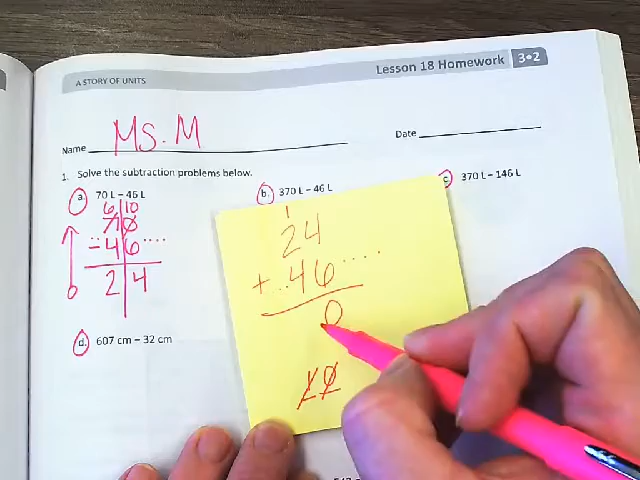 A STORY OF UNITS
Lesson 18 Homework 3•2
Name Ms. M Date
1. Solve the subtraction problems below.
a. 70 L – 46 L
b. 370 L – 46 L
c. 370 L – 146 L
6 10
7 0
– 4 6
2 4
1
2 4
+ 4 6
0
1 0
d. 607 cm – 32 cm